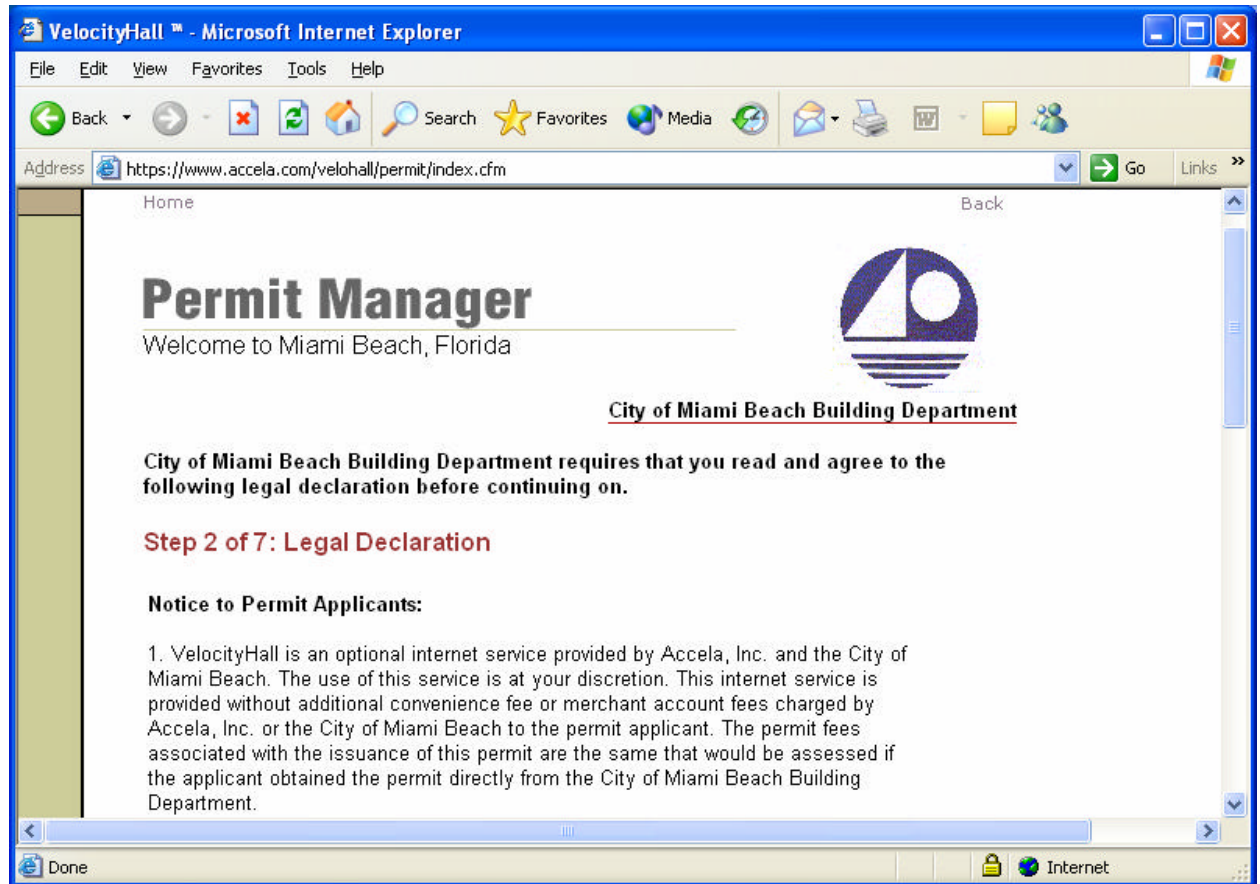 VelocityHall ™ - Microsoft Internet Explorer
File Edit View Favorites Tools Help
Back Search Favorites Media
Address https://www.accela.com/velohall/permit/index.cfm Go Links »
Home Back
Permit Manager
Welcome to Miami Beach, Florida
City of Miami Beach Building Department
City of Miami Beach Building Department requires that you read and agree to the
following legal declaration before continuing on.
Step 2 of 7: Legal Declaration
Notice to Permit Applicants:
1. VelocityHall is an optional internet service provided by Accela, Inc. and the City of
Miami Beach. The use of this service is at your discretion. This internet service is
provided without additional convenience fee or merchant account fees charged by
Accela, Inc. or the City of Miami Beach to the permit applicant. The permit fees
associated with the issuance of this permit are the same that would be assessed if
the applicant obtained the permit directly from the City of Miami Beach Building
Department.
Done Internet